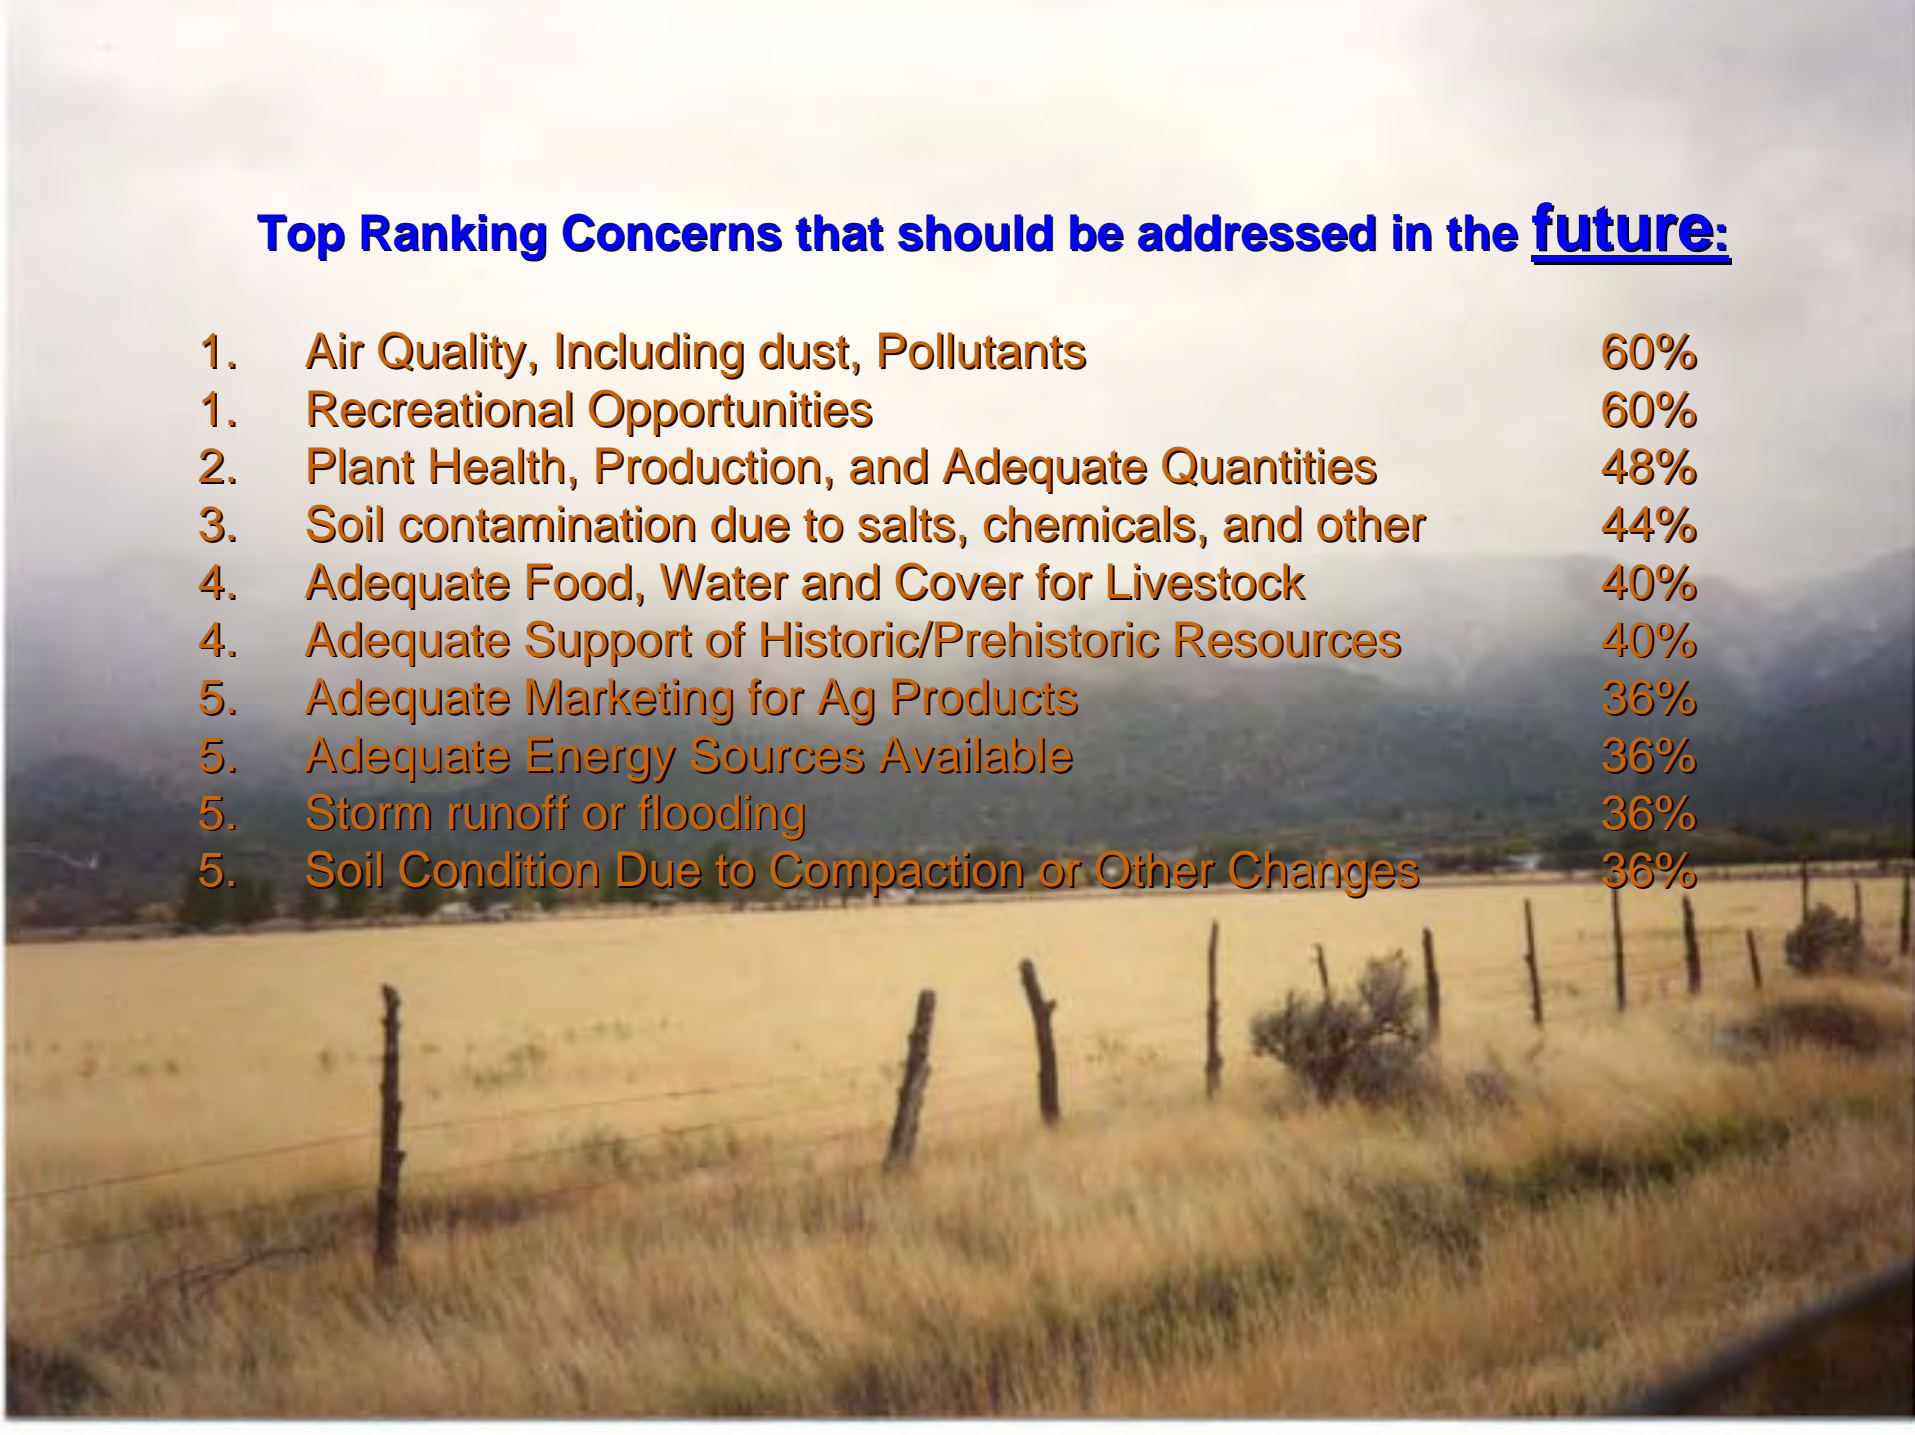 Top Ranking Concerns that should be addressed in the future:
1. Air Quality, Including dust, Pollutants 60%
1. Recreational Opportunities 60%
2. Plant Health, Production, and Adequate Quantities 48%
3. Soil contamination due to salts, chemicals, and other 44%
4. Adequate Food, Water and Cover for Livestock 40%
4. Adequate Support of Historic/Prehistoric Resources 40%
5. Adequate Marketing for Ag Products 36%
5. Adequate Energy Sources Available 36%
5. Storm runoff or flooding 36%
5. Soil Condition Due to Compaction or Other Changes 36%